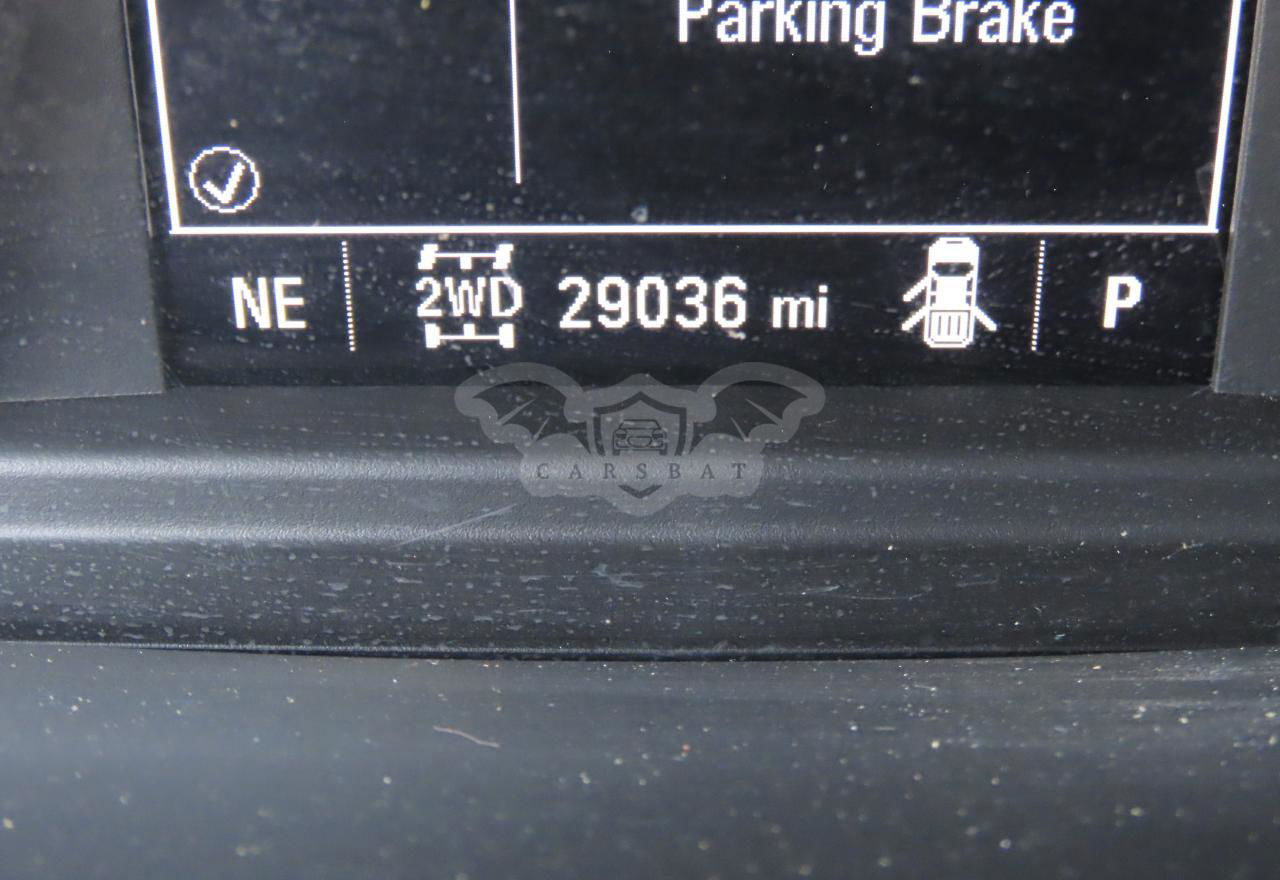 Parking Brake
NE 2WD 29036 mi P
CARSBAT